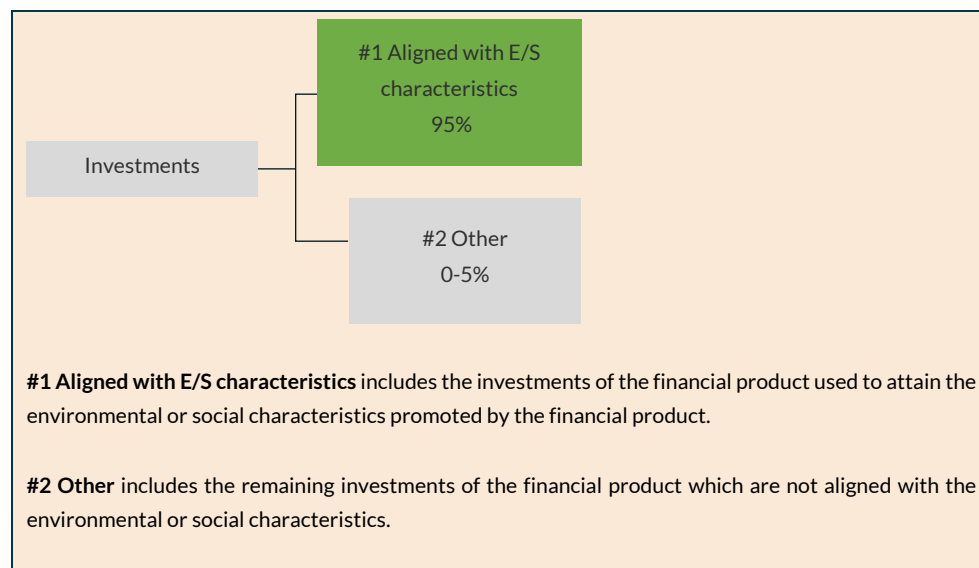 #1 Aligned with E/S
characteristics
95%
Investments
#2 Other
0-5%
#1 Aligned with E/S characteristics includes the investments of the financial product used to attain the
environmental or social characteristics promoted by the financial product.
#2 Other includes the remaining investments of the financial product which are not aligned with the
environmental or social characteristics.